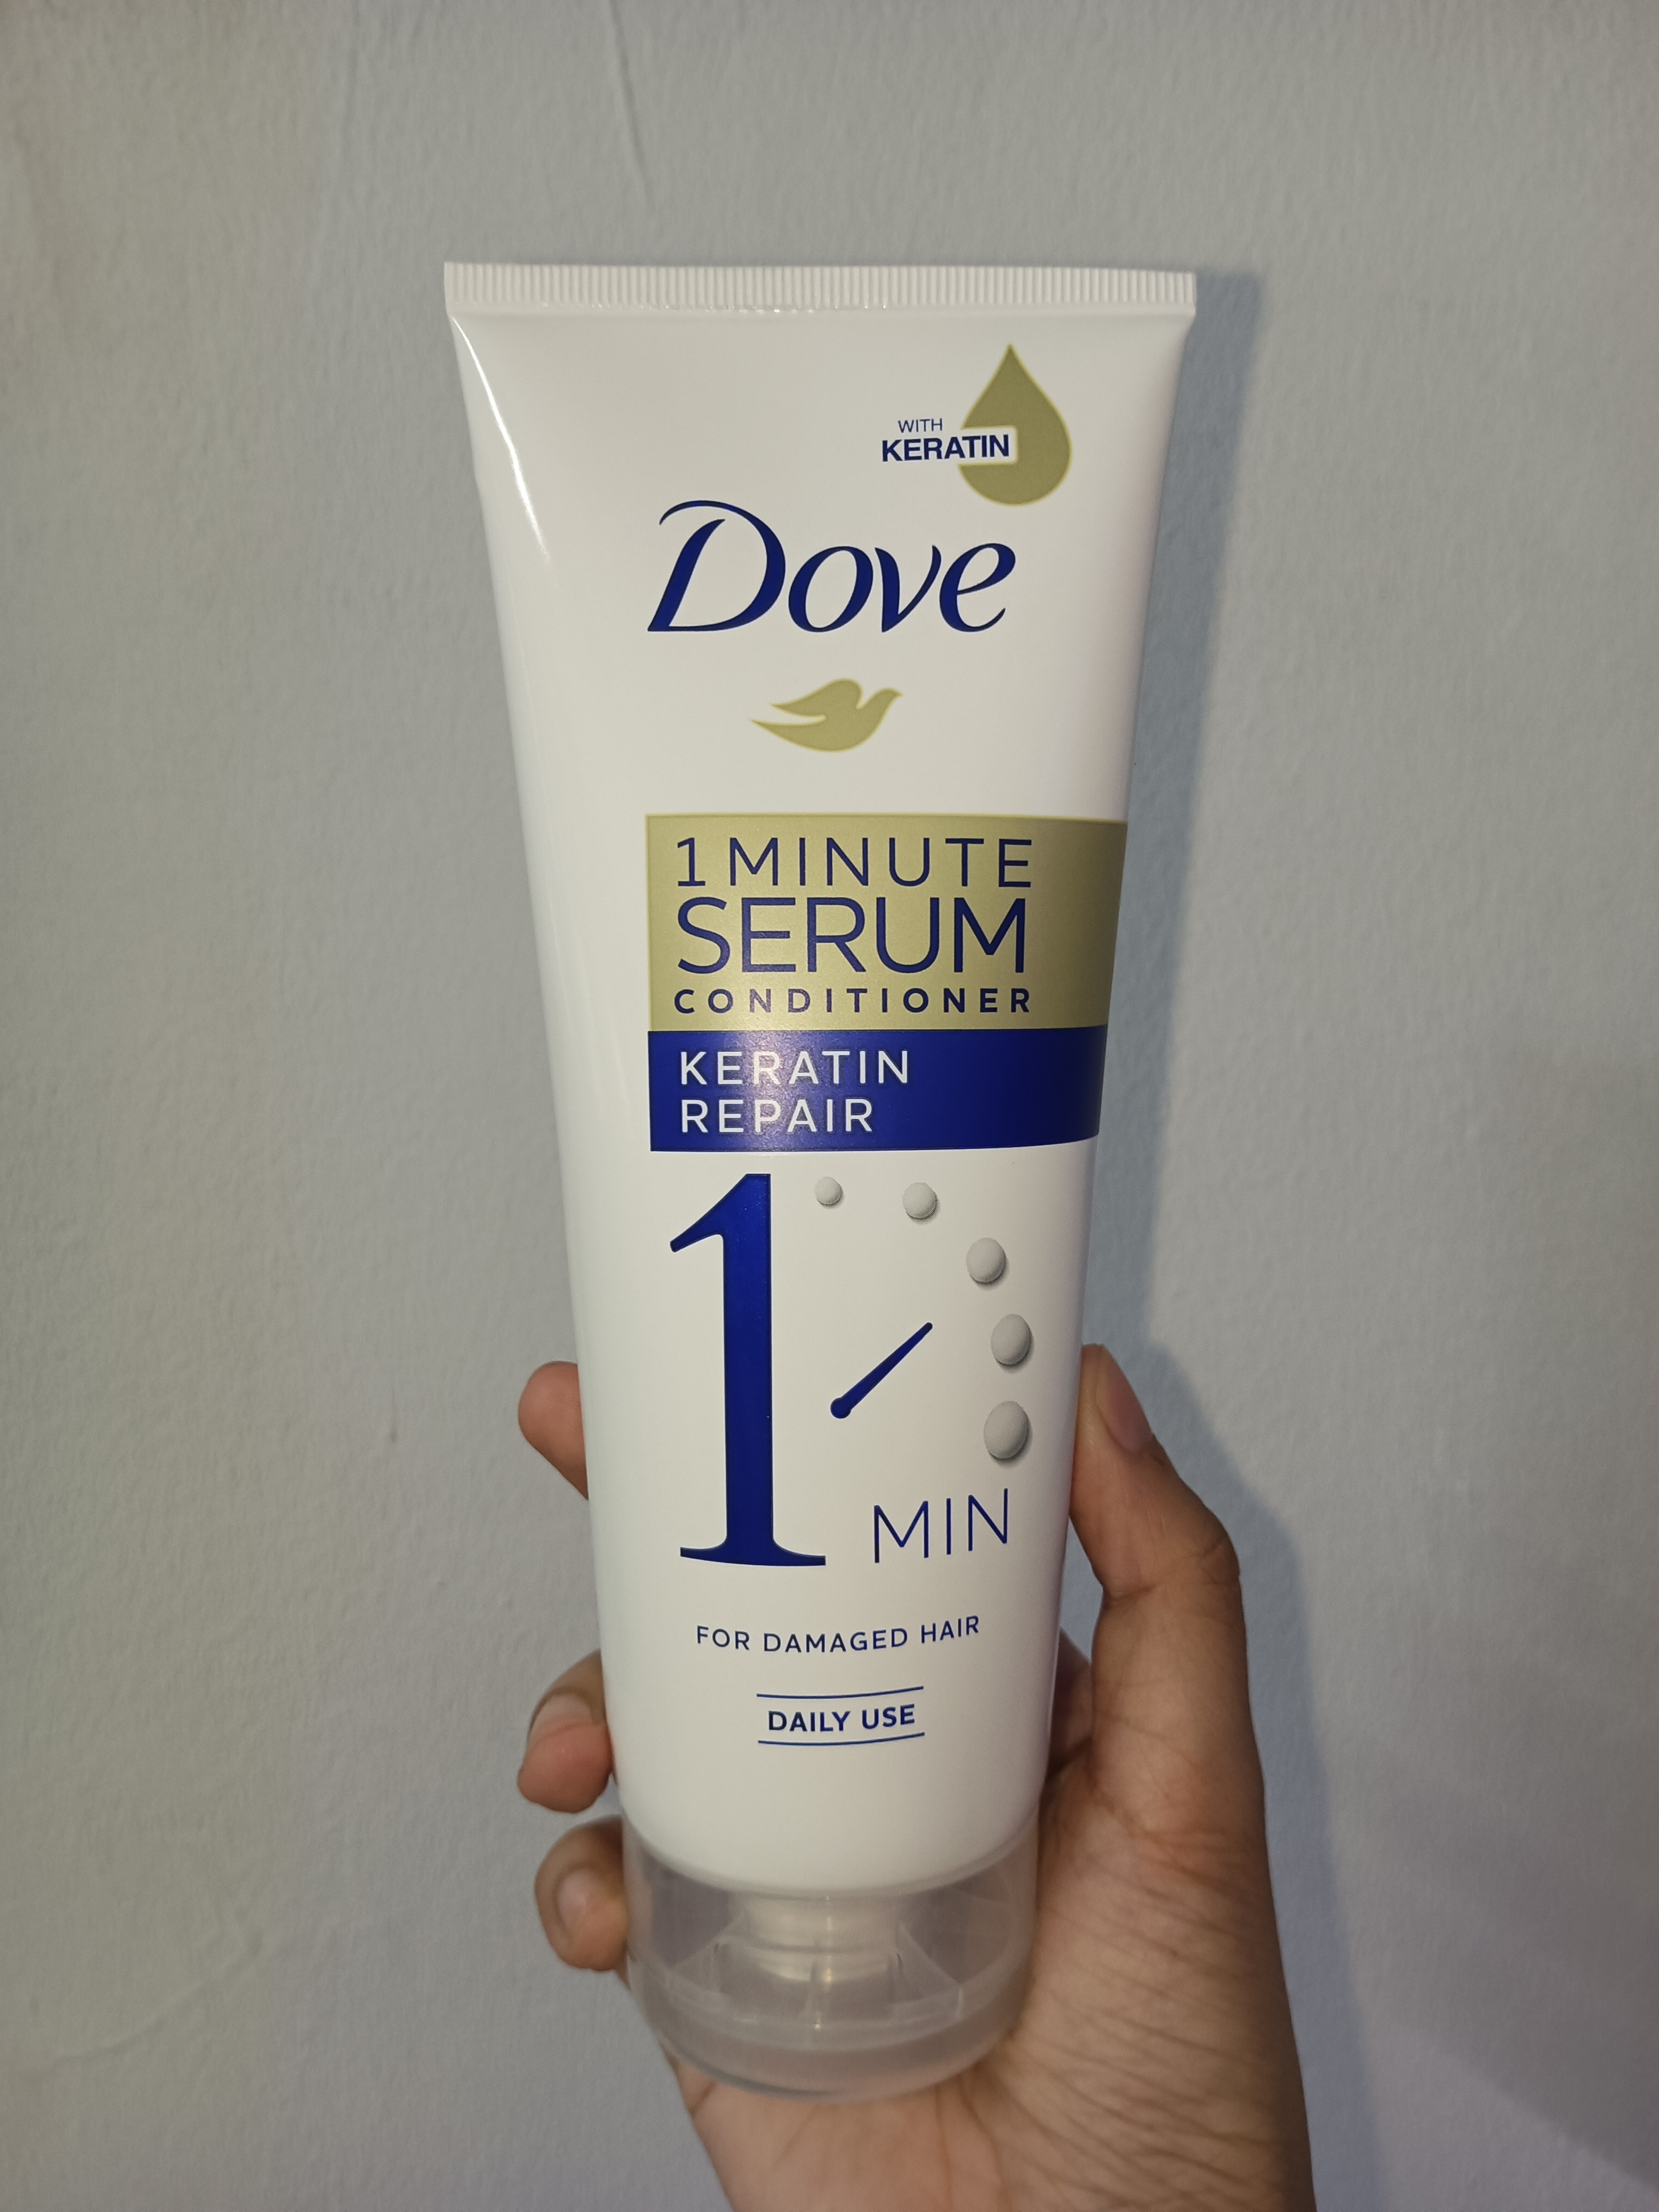 WITH
KERATIN
Dove
1 MINUTE
SERUM
CONDITIONER
KERATIN
REPAIR
1 MIN
FOR DAMAGED HAIR
DAILY USE